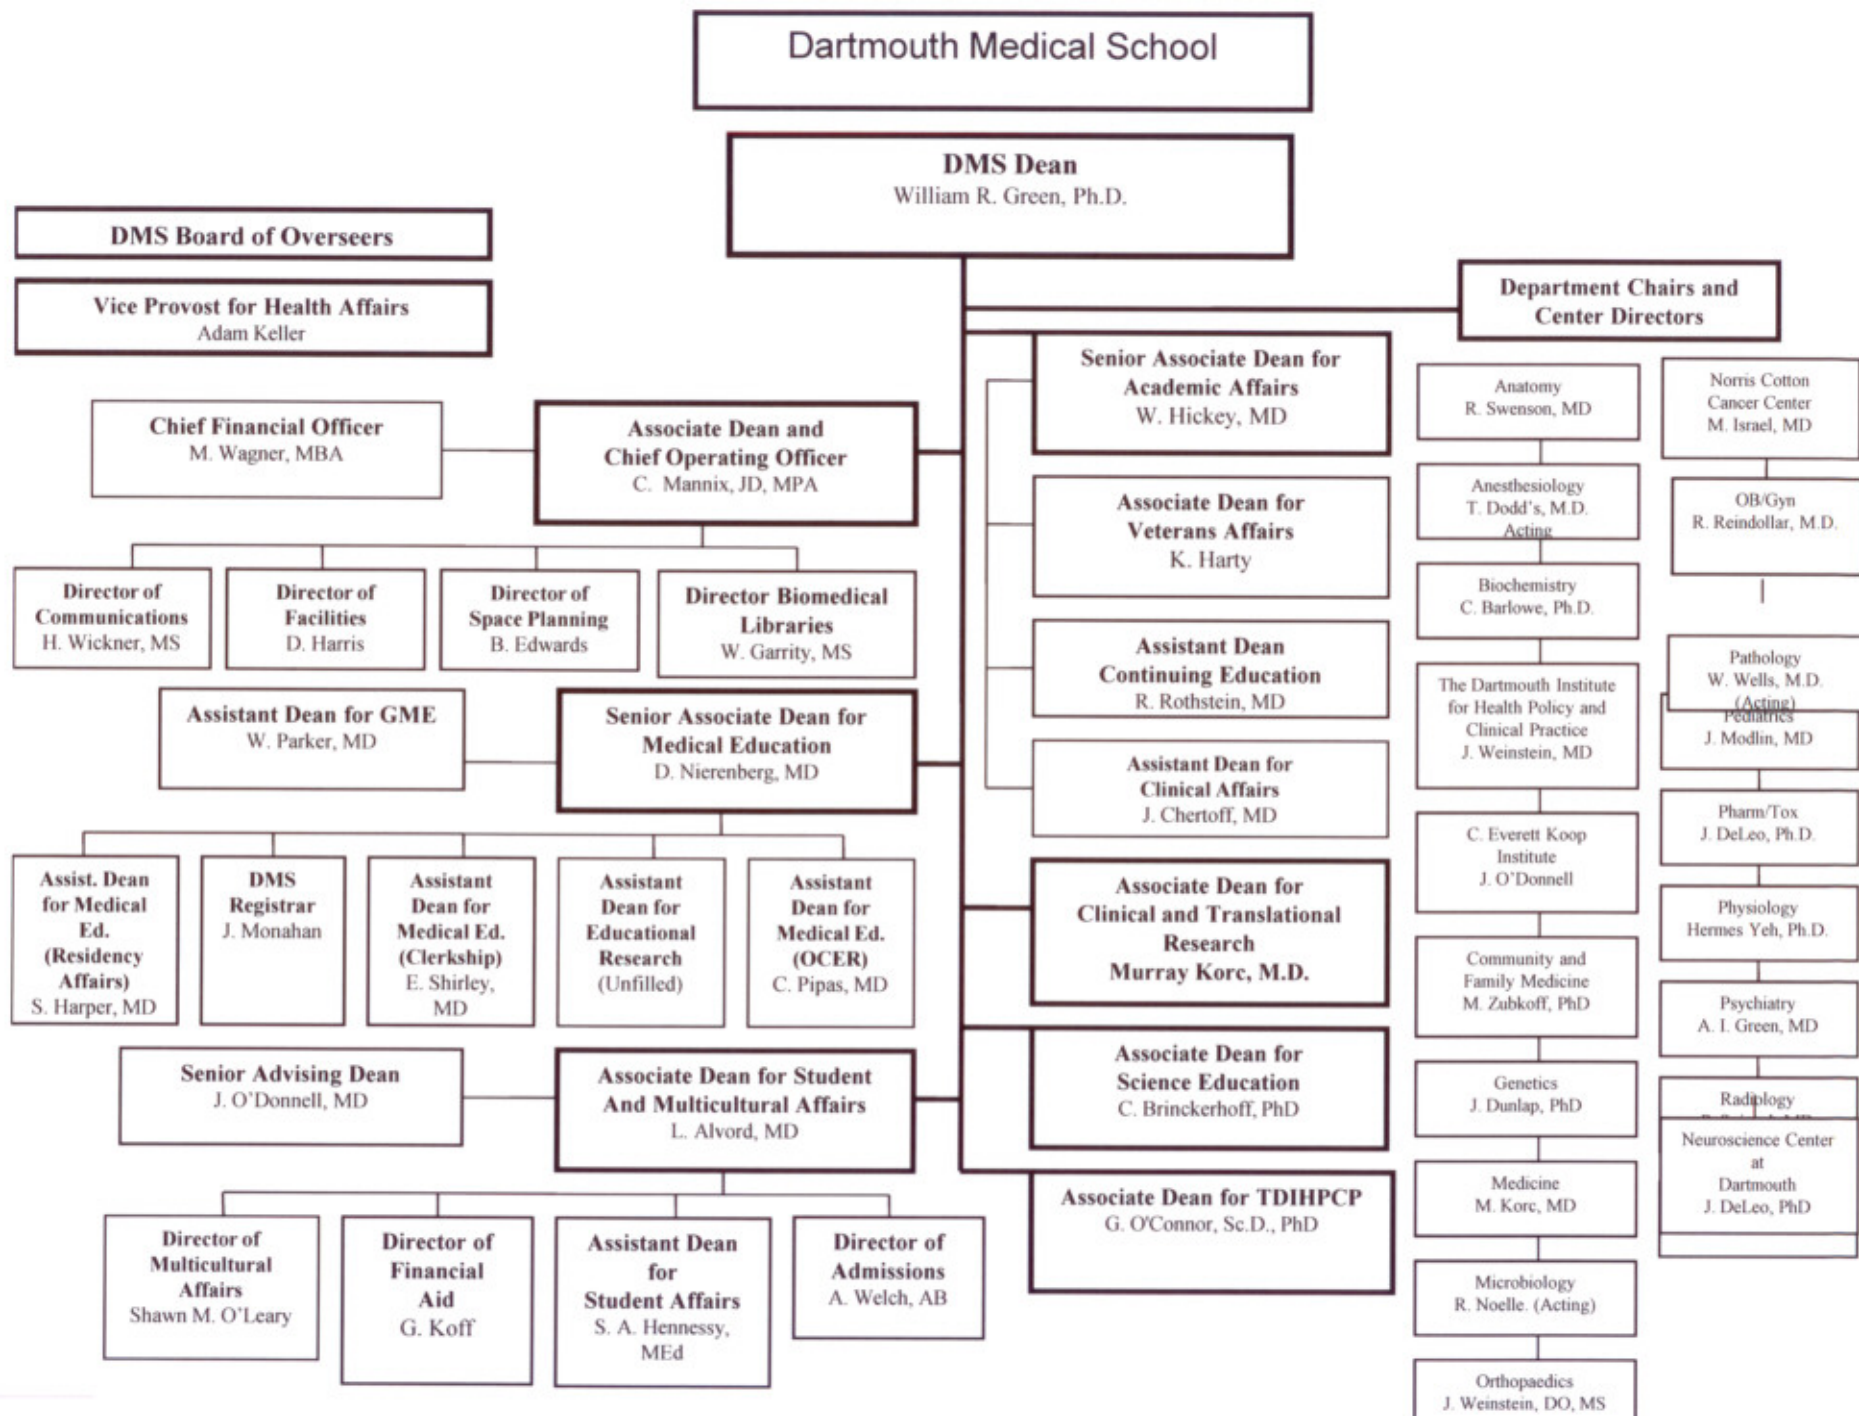 Dartmouth Medical School
DMS Dean
William R. Green, Ph.D.
DMS Board of Overseers
Vice Provost for Health Affairs
Adam Keller
Department Chairs and
Center Directors
Chief Financial Officer
M. Wagner, MBA
Associate Dean and
Chief Operating Officer
C. Mannix, JD, MPA
Director of
Communications
H. Wickner, MS
Director of
Facilities
D. Harris
Director of
Space Planning
B. Edwards
Director Biomedical
Libraries
W. Garrity, MS
Assistant Dean for GME
W. Parker, MD
Senior Associate Dean for
Medical Education
D. Nierenberg, MD
Assist. Dean
for Medical
Ed.
(Residency
Affairs)
S. Harper, MD
DMS
Registrar
J. Monahan
Assistant
Dean for
Medical Ed.
(Clerkship)
E. Shirley,
MD
Assistant
Dean for
Educational
Research
(Unfilled)
Assistant
Dean for
Medical Ed.
(OCER)
C. Pipas, MD
Senior Advising Dean
J. O'Donnell, MD
Associate Dean for Student
And Multicultural Affairs
L. Alvord, MD
Director of
Multicultural
Affairs
Shawn M. O'Leary
Director of
Financial
Aid
G. Koff
Assistant Dean
for
Student Affairs
S. A. Hennessy,
MEd
Director of
Admissions
A. Welch, AB
Senior Associate Dean for
Academic Affairs
W. Hickey, MD
Associate Dean for
Veterans Affairs
K. Harty
Assistant Dean
Continuing Education
R. Rothstein, MD
Assistant Dean for
Clinical Affairs
J. Chertoff, MD
Associate Dean for
Clinical and Translational
Research
Murray Korc, M.D.
Associate Dean for
Science Education
C. Brinckerhoff, PhD
Associate Dean for TDIHPCP
G. O'Connor, Sc.D., PhD
Anatomy
R. Swenson, MD
Anesthesiology
T. Dodd's, M.D.
Acting
Biochemistry
C. Barlowe, Ph.D.
The Dartmouth Institute
for Health Policy and
Clinical Practice
J. Weinstein, MD
C. Everett Koop
Institute
J. O'Donnell
Community and
Family Medicine
M. Zubkoff, PhD
Genetics
J. Dunlap, PhD
Medicine
M. Korc, MD
Microbiology
R. Noelle. (Acting)
Orthopaedics
J. Weinstein, DO, MS
Norris Cotton
Cancer Center
M. Israel, MD
OB/Gyn
R. Reindollar, M.D.
Pathology
W. Wells, M.D.
(Acting)
Pediatrics
J. Modlin, MD
Pharm/Tox
J. DeLeo, Ph.D.
Physiology
Hermes Yeh, Ph.D.
Psychiatry
A. I. Green, MD
Radiology
Neuroscience Center
at
Dartmouth
J. DeLeo, PhD